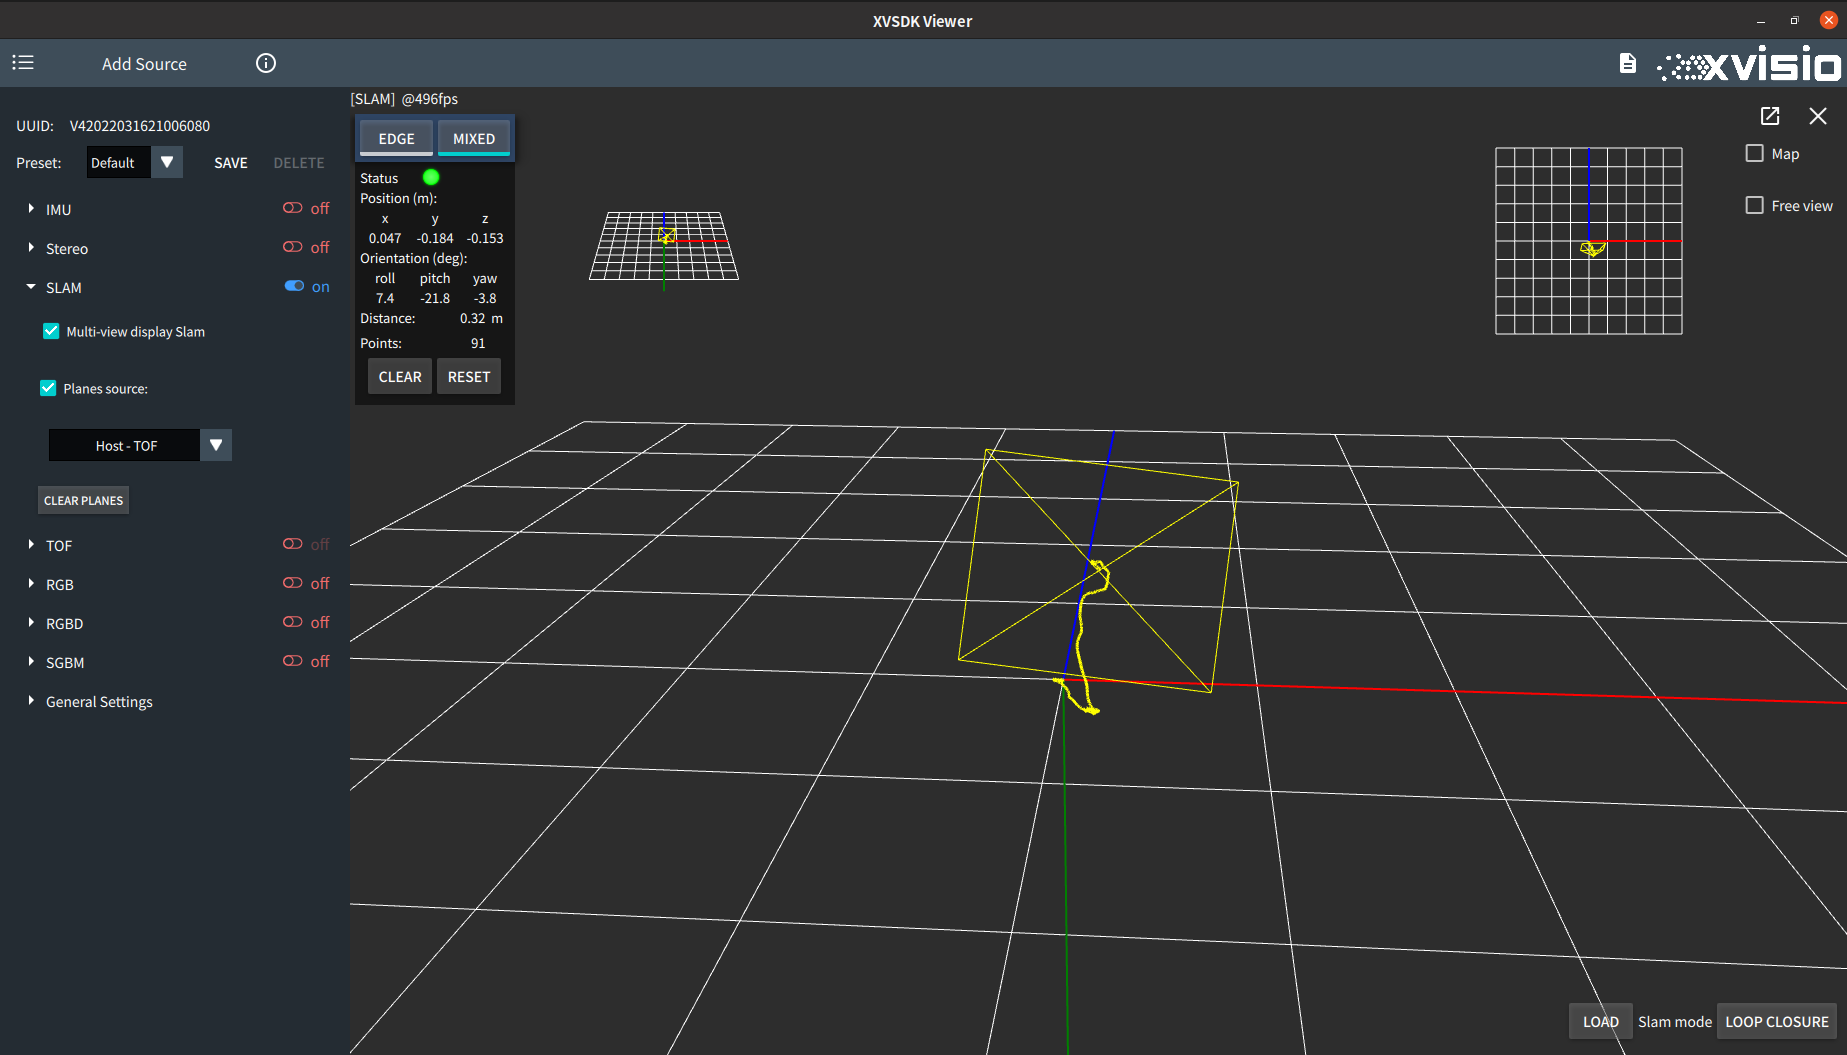 XVSDK Viewer
Add Source
xvisio
UUID: V42022031621006080
Preset: Default SAVE DELETE
IMU off
Stereo off
SLAM on
Multi-view display Slam
Planes source:
Host - TOF
CLEAR PLANES
TOF off
RGB off
RGBD off
SGBM off
General Settings
[SLAM] @496fps
EDGE MIXED
Status
Position (m):
x y z
0.047 -0.184 -0.153
Orientation (deg):
roll pitch yaw
7.4 -21.8 -3.8
Distance: 0.32 m
Points: 91
CLEAR RESET
Map
Free view
LOAD Slam mode LOOP CLOSURE